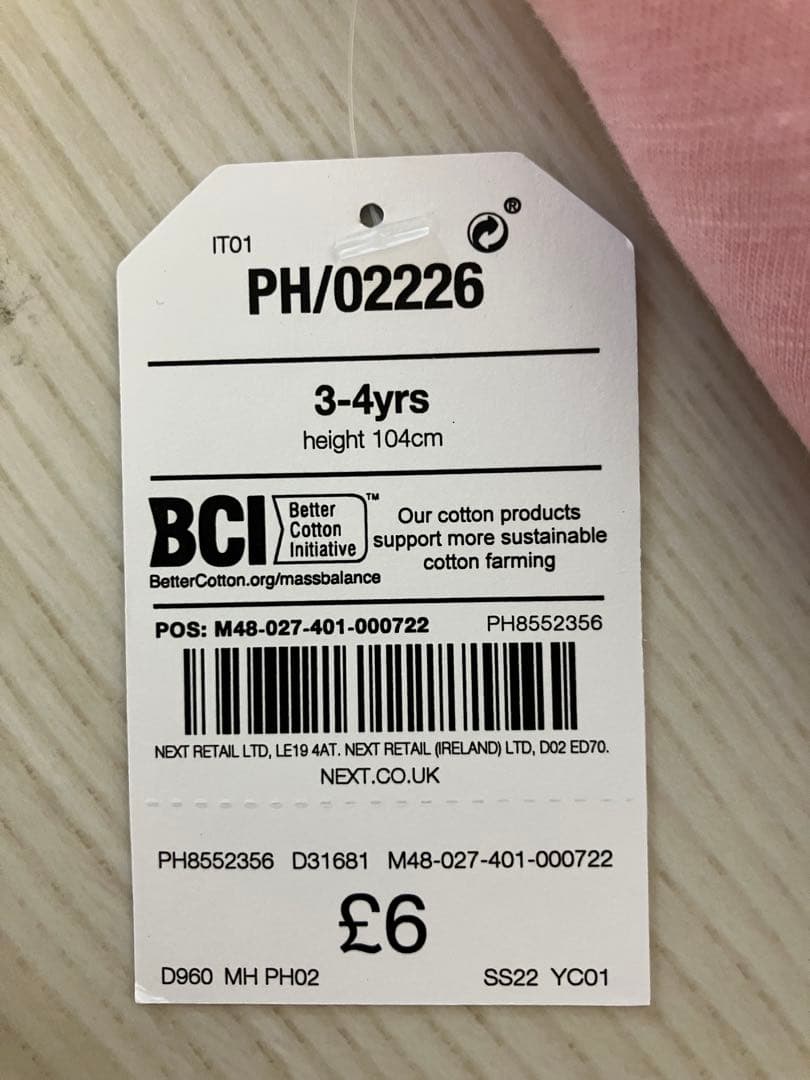 IT01
®
PH/02226
3-4yrs
height 104cm
BCI Better Cotton Initiative ™
BetterCotton.org/massbalance
Our cotton products
support more sustainable
cotton farming
POS: M48-027-401-000722 PH8552356
NEXT RETAIL LTD, LE19 4AT. NEXT RETAIL (IRELAND) LTD, D02 ED70.
NEXT.CO.UK
PH8552356 D31681 M48-027-401-000722
£6
D960 MH PH02 SS22 YC01